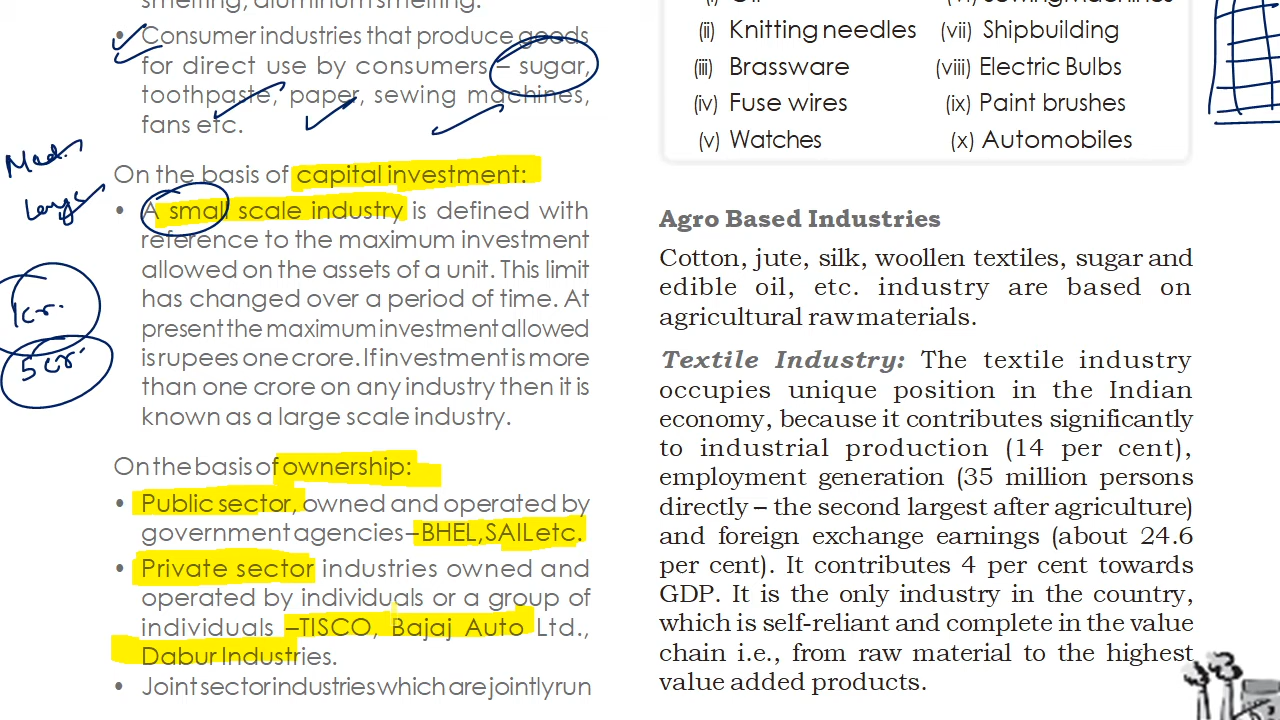 smelting, aluminum smelting.
• Consumer industries that produce goods
for direct use by consumers – sugar,
toothpaste, paper, sewing machines,
fans etc.
Med.
Large
On the basis of capital investment:
• A small scale industry is defined with
reference to the maximum investment
allowed on the assets of a unit. This limit
has changed over a period of time. At
present the maximum investment allowed
is rupees one crore. If investment is more
than one crore on any industry then it is
known as a large scale industry.
1cr.
5 cr.
On the basis of ownership:
• Public sector, owned and operated by
government agencies – BHEL, SAIL etc.
• Private sector industries owned and
operated by individuals or a group of
individuals –TISCO, Bajaj Auto Ltd.,
Dabur Industries.
• Joint sector industries which are jointly run
(i) Oil (vi) Sewing Machines
(ii) Knitting needles (vii) Shipbuilding
(iii) Brassware (viii) Electric Bulbs
(iv) Fuse wires (ix) Paint brushes
(v) Watches (x) Automobiles
Agro Based Industries
Cotton, jute, silk, woollen textiles, sugar and
edible oil, etc. industry are based on
agricultural raw materials.
Textile Industry: The textile industry
occupies unique position in the Indian
economy, because it contributes significantly
to industrial production (14 per cent),
employment generation (35 million persons
directly – the second largest after agriculture)
and foreign exchange earnings (about 24.6
per cent). It contributes 4 per cent towards
GDP. It is the only industry in the country,
which is self-reliant and complete in the value
chain i.e., from raw material to the highest
value added products.